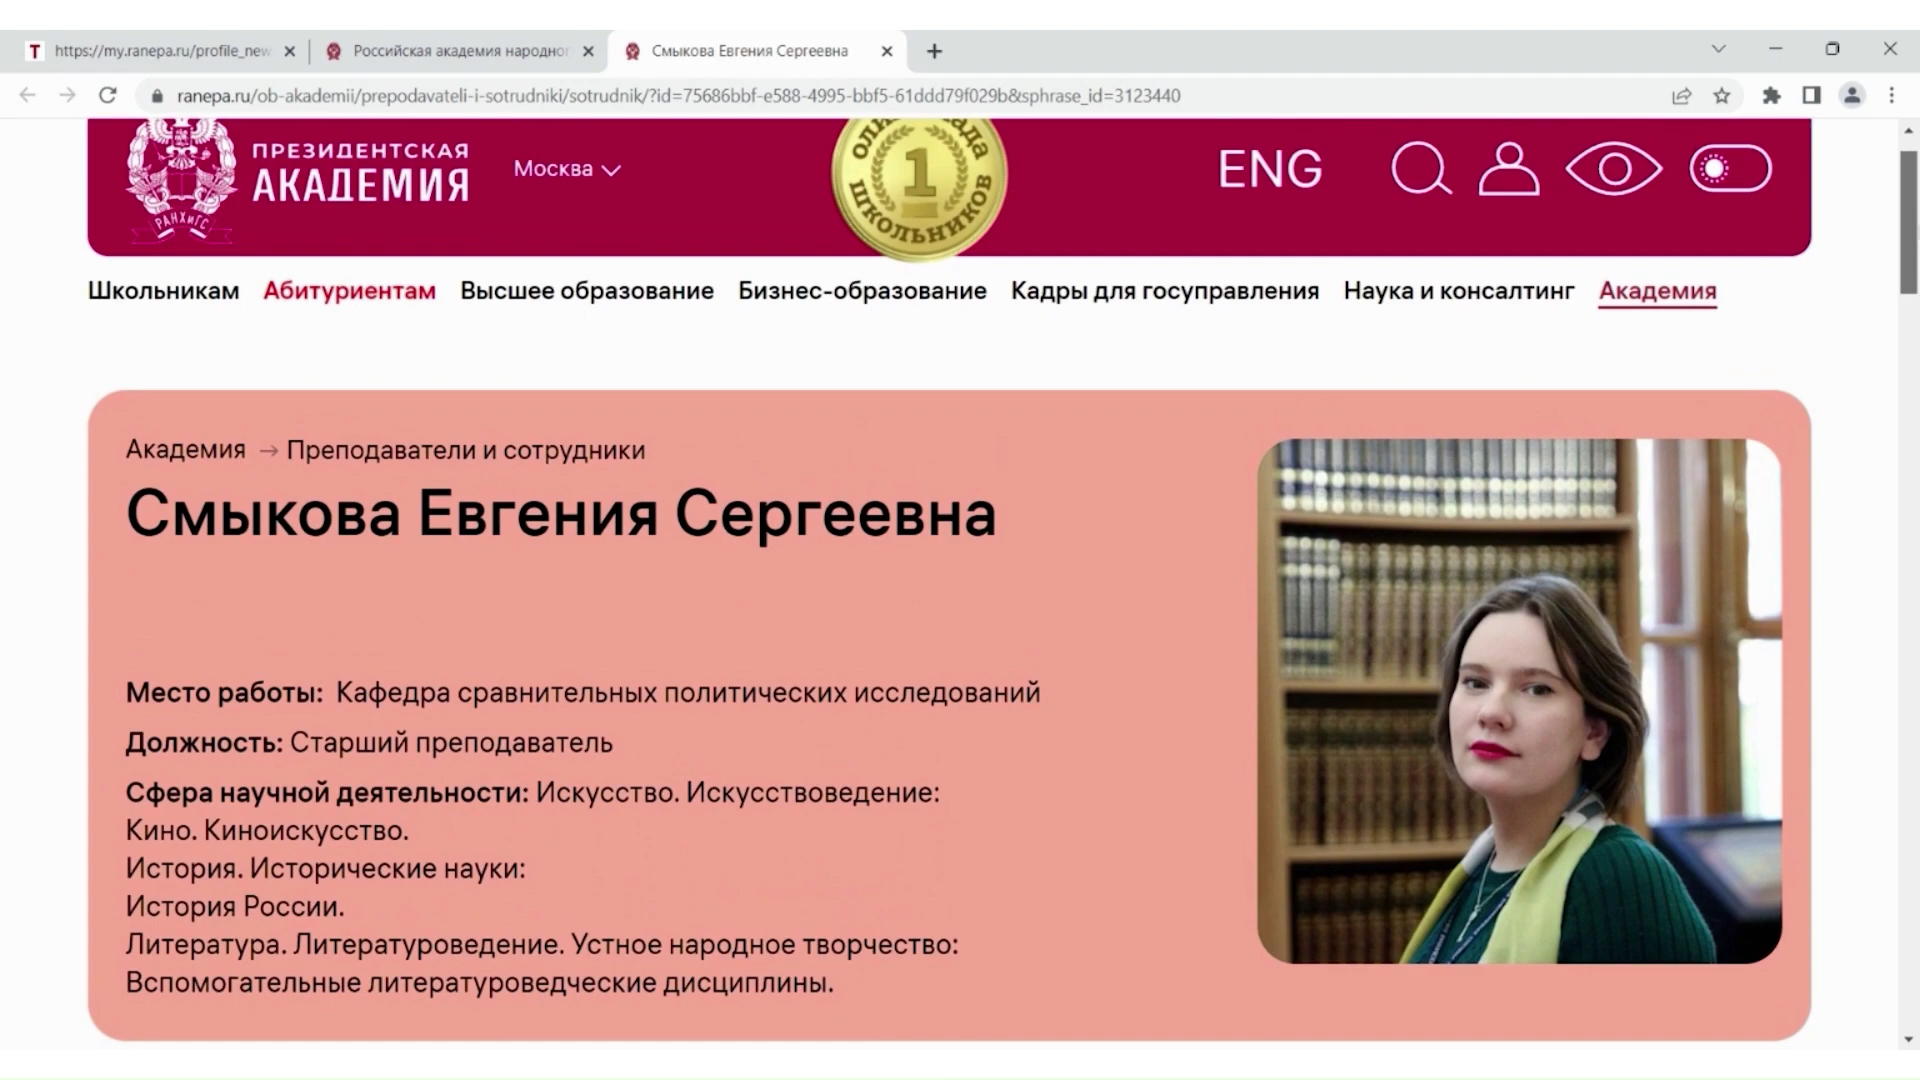 https://my.ranepa.ru/profile_new
Российская академия народног
Смыкова Евгения Сергеевна
ranepa.ru/ob-akademii/prepodavateli-i-sotrudniki/sotrudnik/?id=75686bbf-e588-4995-bbf5-61ddd79f029b&sphrase_id=3123440
ПРЕЗИДЕНТСКАЯ
АКАДЕМИЯ
РАНХиГС
Москва
1
ШКОЛЬНИКОВ
ENG
Школьникам Абитуриентам Высшее образование Бизнес-образование Кадры для госуправления Наука и консалтинг Академия
Академия → Преподаватели и сотрудники
Смыкова Евгения Сергеевна
Место работы: Кафедра сравнительных политических исследований
Должность: Старший преподаватель
Сфера научной деятельности: Искусство. Искусствоведение:
Кино. Киноискусство.
История. Исторические науки:
История России.
Литература. Литературоведение. Устное народное творчество:
Вспомогательные литературоведческие дисциплины.